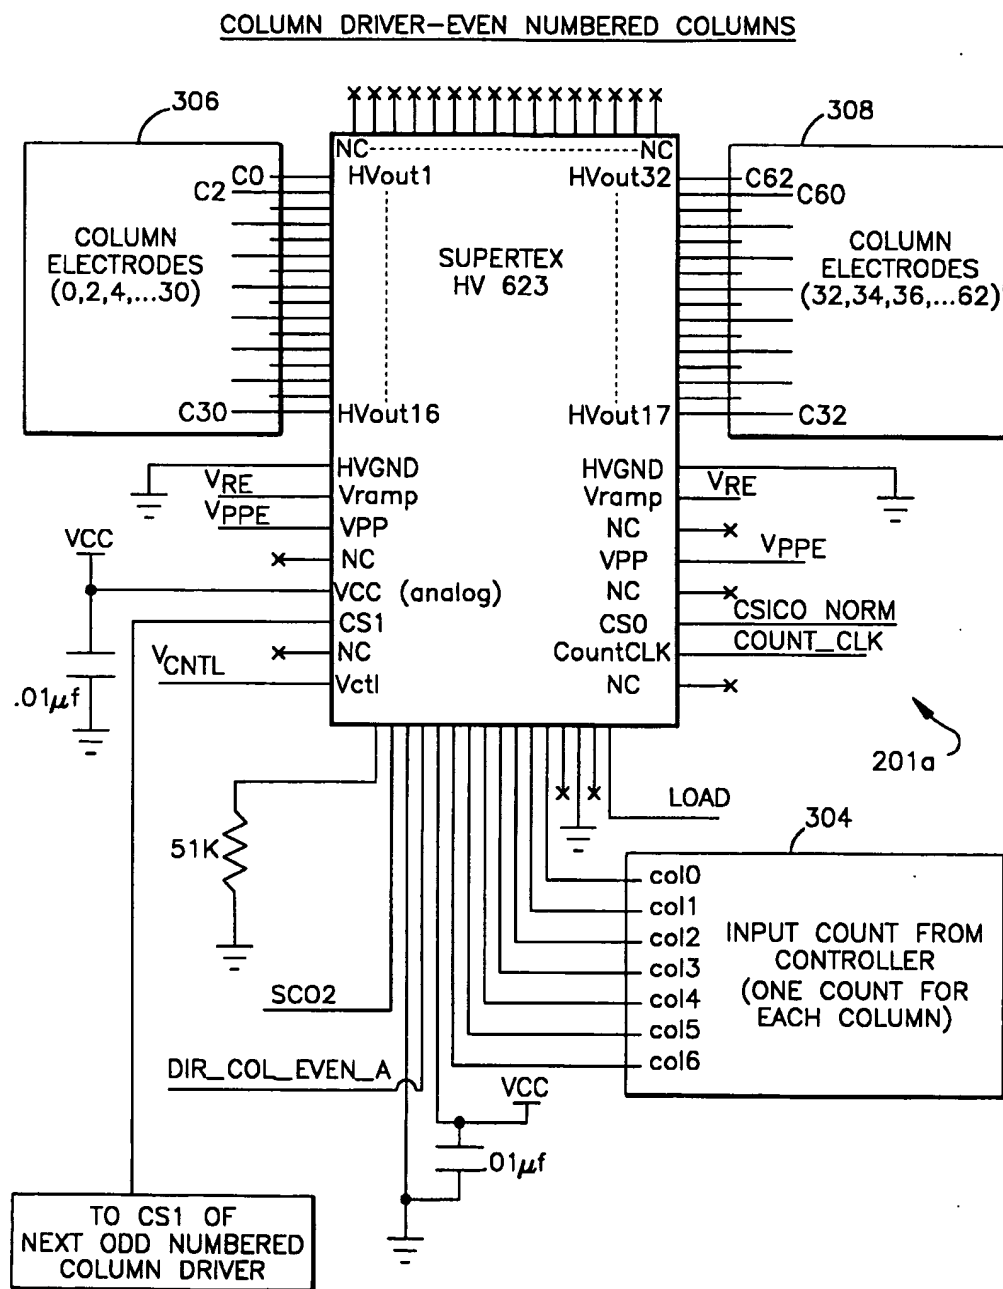 COLUMN DRIVER-EVEN NUMBERED COLUMNS
306
308
NC
NC
C0
HVout1
HVout32
C62
C2
C60
COLUMN
ELECTRODES
(0,2,4,...30)
SUPERTEX
HV 623
COLUMN
ELECTRODES
(32,34,36,...62)
C30
HVout16
HVout17
C32
HVGND
HVGND
VRE
Vramp
Vramp
VRE
VPPE
VPP
NC
VCC
NC
VPP
VPPE
VCC (analog)
NC
CS1
CS0
CSICO NORM
NC
CountCLK
COUNT_CLK
VCNTL
Vctl
NC
.01μf
201a
51K
LOAD
304
col0
col1
col2
col3
col4
col5
col6
INPUT COUNT FROM
CONTROLLER
(ONE COUNT FOR
EACH COLUMN)
SCO2
DIR_COL_EVEN_A
VCC
.01μf
TO CS1 OF
NEXT ODD NUMBERED
COLUMN DRIVER